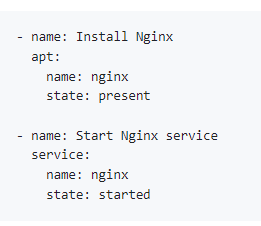 - name: Install Nginx
  apt:
    name: nginx
    state: present

- name: Start Nginx service
  service:
    name: nginx
    state: started